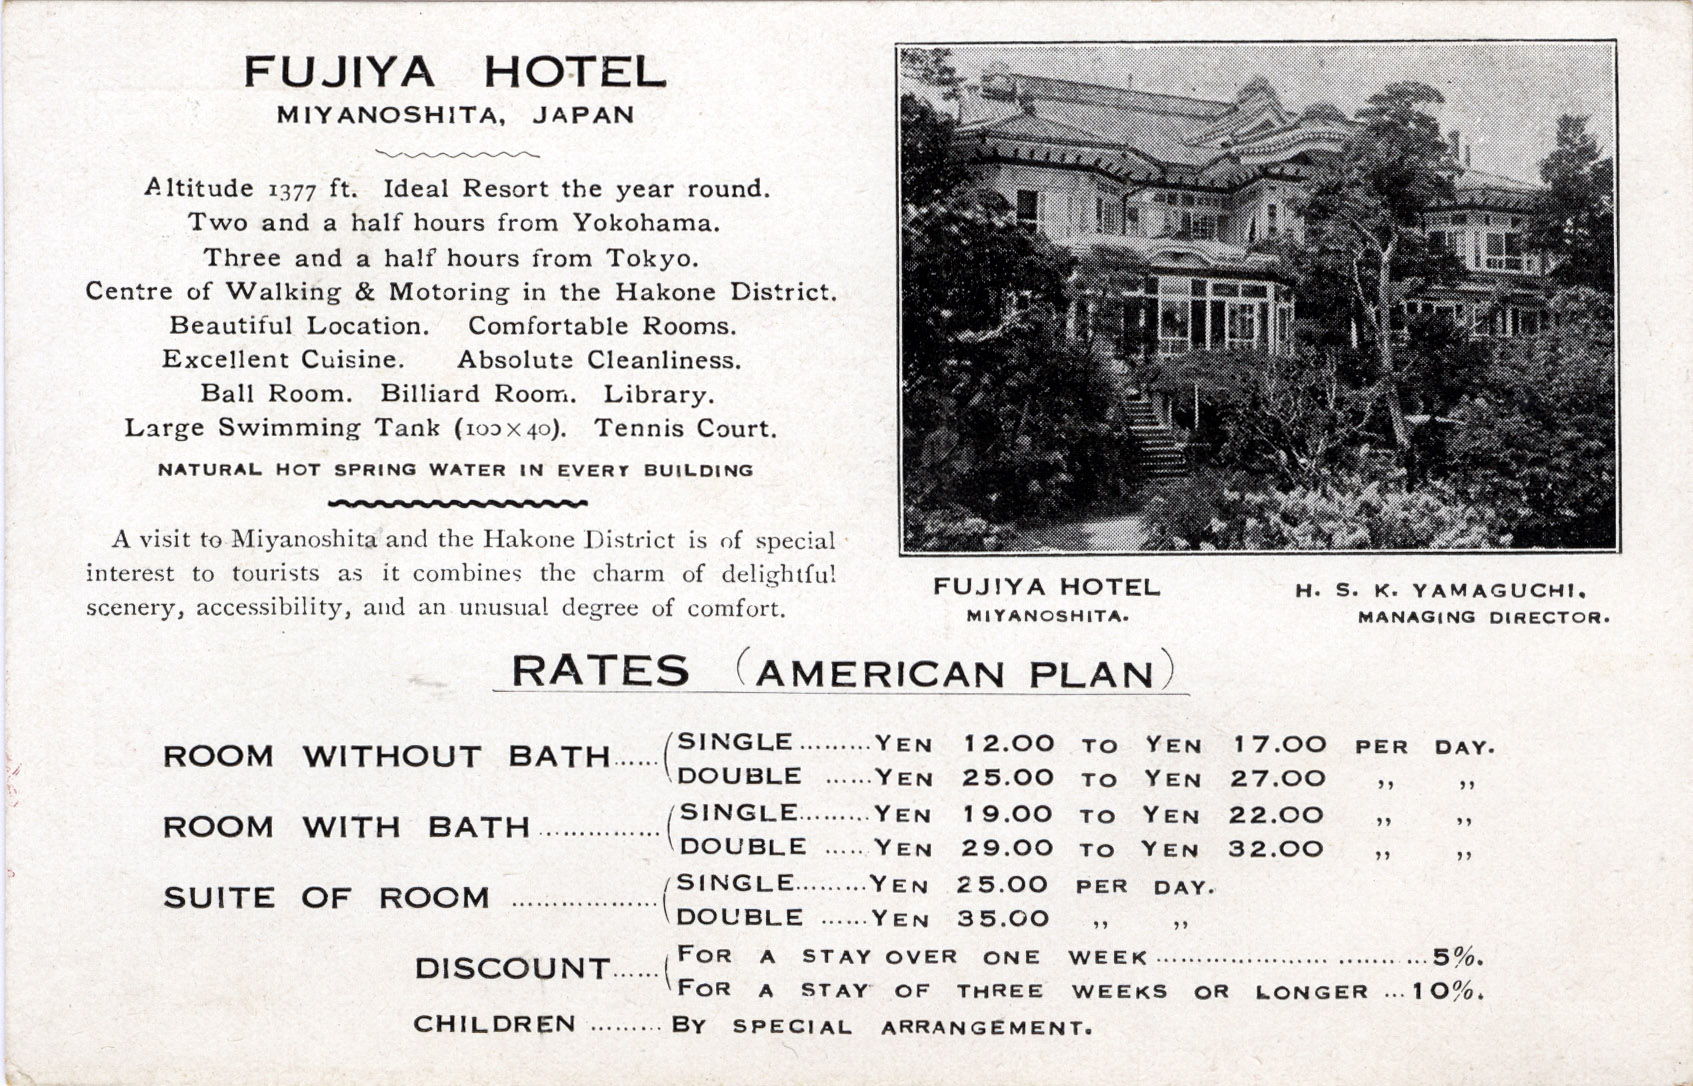 FUJIYA HOTEL
MIYANOSHITA, JAPAN
Altitude 1377 ft. Ideal Resort the year round.
Two and a half hours from Yokohama.
Three and a half hours from Tokyo.
Centre of Walking & Motoring in the Hakone District.
Beautiful Location. Comfortable Rooms.
Excellent Cuisine. Absolute Cleanliness.
Ball Room. Billiard Room. Library.
Large Swimming Tank (100×40). Tennis Court.
NATURAL HOT SPRING WATER IN EVERY BUILDING
A visit to Miyanoshita and the Hakone District is of special
interest to tourists as it combines the charm of delightful
scenery, accessibility, and an unusual degree of comfort.
FUJIYA HOTEL
MIYANOSHITA.
H. S. K. YAMAGUCHI,
MANAGING DIRECTOR.
RATES (AMERICAN PLAN)
ROOM WITHOUT BATH...... (SINGLE.........YEN 12.00 TO YEN 17.00 PER DAY.
DOUBLE ......YEN 25.00 TO YEN 27.00 ,, ,,
ROOM WITH BATH ............... (SINGLE.........YEN 19.00 TO YEN 22.00 ,, ,,
DOUBLE ..... YEN 29.00 TO YEN 32.00 ,, ,,
SUITE OF ROOM .................. (SINGLE.........YEN 25.00 PER DAY.
DOUBLE ......YEN 35.00 ,, ,,
DISCOUNT...... (FOR A STAY OVER ONE WEEK ..............................5%.
FOR A STAY OF THREE WEEKS OR LONGER ...10%.
CHILDREN ......... BY SPECIAL ARRANGEMENT.